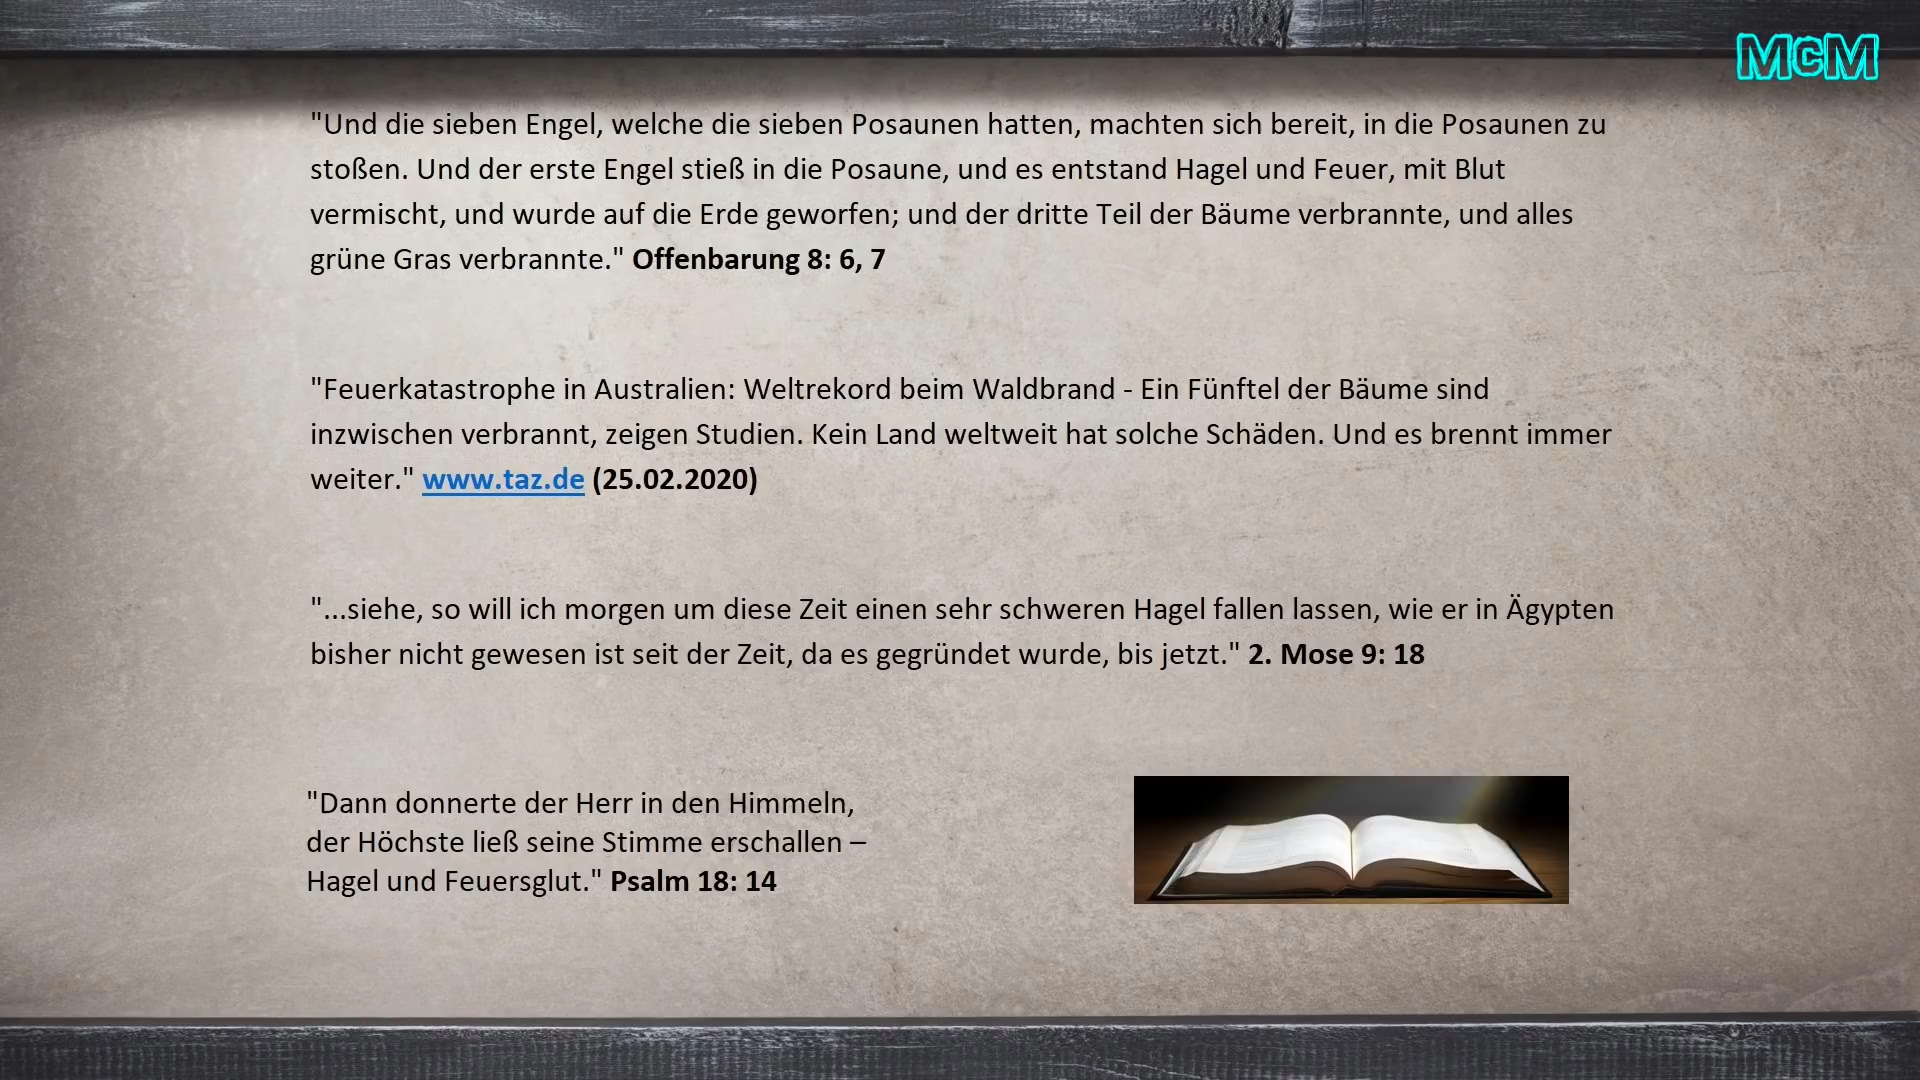 McM
"Und die sieben Engel, welche die sieben Posaunen hatten, machten sich bereit, in die Posaunen zu
stoßen. Und der erste Engel stieß in die Posaune, und es entstand Hagel und Feuer, mit Blut
vermischt, und wurde auf die Erde geworfen; und der dritte Teil der Bäume verbrannte, und alles
grüne Gras verbrannte." Offenbarung 8: 6, 7
"Feuerkatastrophe in Australien: Weltrekord beim Waldbrand - Ein Fünftel der Bäume sind
inzwischen verbrannt, zeigen Studien. Kein Land weltweit hat solche Schäden. Und es brennt immer
weiter." www.taz.de (25.02.2020)
"...siehe, so will ich morgen um diese Zeit einen sehr schweren Hagel fallen lassen, wie er in Ägypten
bisher nicht gewesen ist seit der Zeit, da es gegründet wurde, bis jetzt." 2. Mose 9: 18
"Dann donnerte der Herr in den Himmeln,
der Höchste ließ seine Stimme erschallen –
Hagel und Feuersglut." Psalm 18: 14